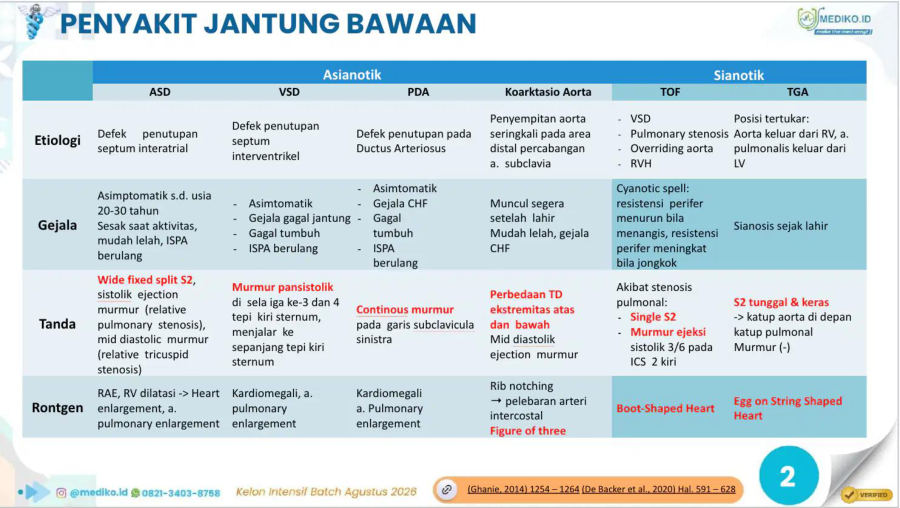 PENYAKIT JANTUNG BAWAAN
MEDIKO.ID
Asianotik
Sianotik
ASD
VSD
PDA
Koarktasio Aorta
TOF
TGA
Etiologi
Defek penutupan
septum interatrial
Defek penutupan
septum
interventrikel
Defek penutupan pada
Ductus Arteriosus
Penyempitan aorta
seringkali pada area
distal percabangan
a. subclavia
- VSD
- Pulmonary stenosis
- Overriding aorta
- RVH
Posisi tertukar:
Aorta keluar dari RV, a.
pulmonalis keluar dari
LV
Gejala
Asimptomatik s.d. usia
20-30 tahun
Sesak saat aktivitas,
mudah lelah, ISPA
berulang
- Asimtomatik
- Gejala gagal jantung
- Gagal tumbuh
- ISPA berulang
- Asimtomatik
- Gejala CHF
- Gagal
tumbuh
- ISPA
berulang
Muncul segera
setelah lahir
Mudah lelah, gejala
CHF
Cyanotic spell:
resistensi perifer
menurun bila
menangis, resistensi
perifer meningkat
bila jongkok
Sianosis sejak lahir
Tanda
Wide fixed split S2,
sistolik ejection
murmur (relative
pulmonary stenosis),
mid diastolic murmur
(relative tricuspid
stenosis)
Murmur pansistolik
di sela iga ke-3 dan 4
tepi kiri sternum,
menjalar ke
sepanjang tepi kiri
sternum
Continous murmur
pada garis subclavicula
sinistra
Perbedaan TD
ekstremitas atas
dan bawah
Mid diastolik
ejection murmur
Akibat stenosis
pulmonal:
- Single S2
- Murmur ejeksi
sistolik 3/6 pada
ICS 2 kiri
S2 tunggal & keras
-> katup aorta di depan
katup pulmonal
Murmur (-)
Rontgen
RAE, RV dilatasi -> Heart
enlargement, a.
pulmonary enlargement
Kardiomegali, a.
pulmonary
enlargement
Kardiomegali
a. Pulmonary
enlargement
Rib notching
→ pelebaran arteri
intercostal
Figure of three
Boot-Shaped Heart
Egg on String Shaped
Heart
@mediko.id 0821-3403-8758
Kelon Intensif Batch Agustus 2026
(Ghanie, 2014) 1254 – 1264 (De Backer et al., 2020) Hal. 591 – 628
2
VERIFIED